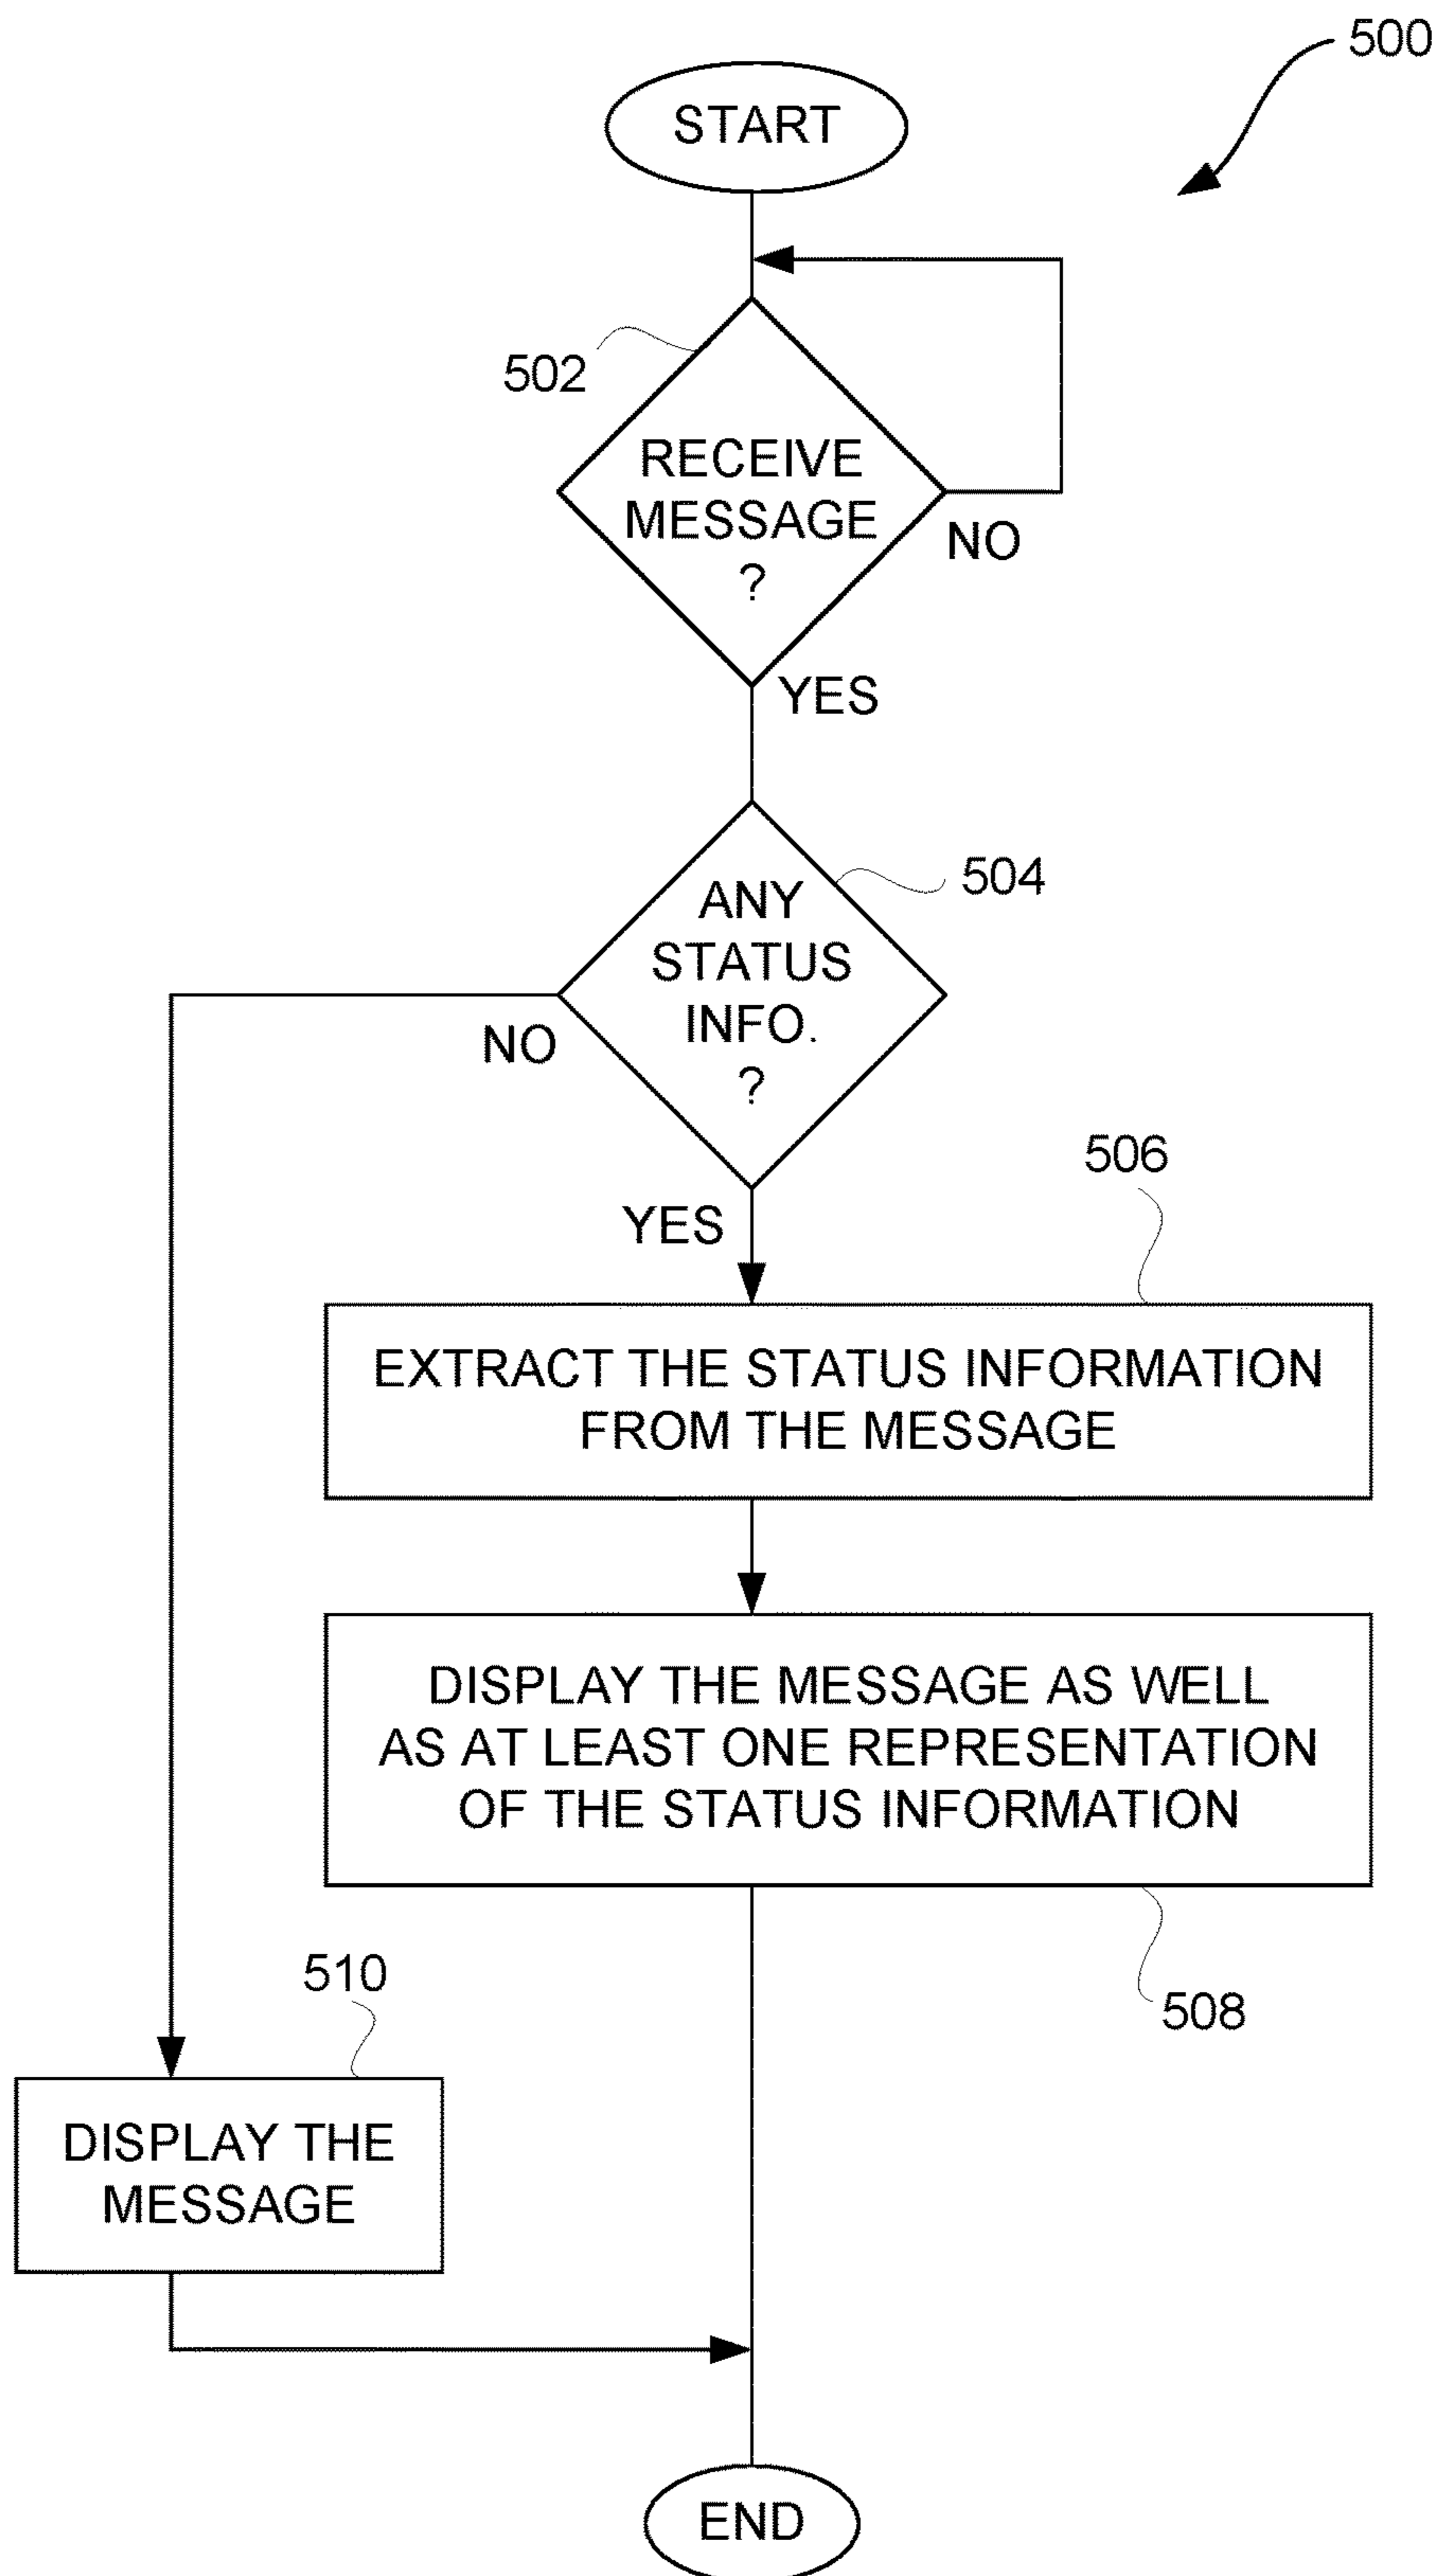 500
START
502
RECEIVE
MESSAGE
?
NO
YES
504
ANY
STATUS
INFO.
?
NO
YES
506
EXTRACT THE STATUS INFORMATION
FROM THE MESSAGE
DISPLAY THE MESSAGE AS WELL
AS AT LEAST ONE REPRESENTATION
OF THE STATUS INFORMATION
508
510
DISPLAY THE
MESSAGE
END